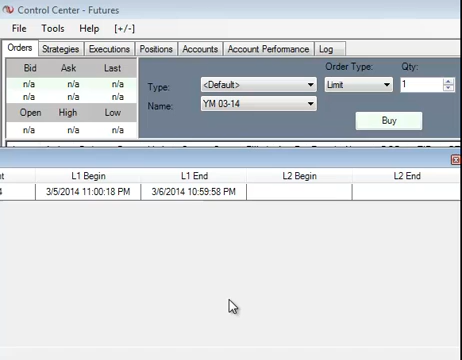 Control Center - Futures
File Tools Help [+/-]
Orders Strategies Executions Positions Accounts Account Performance Log
Bid Ask Last
n/a n/a n/a
n/a n/a n/a
Open High Low
n/a n/a n/a
Order Type: Qty:
Type: <Default> Limit 1
Name: YM 03-14
Buy
L1 Begin L1 End L2 Begin L2 End
4 3/5/2014 11:00:18 PM 3/6/2014 10:59:58 PM